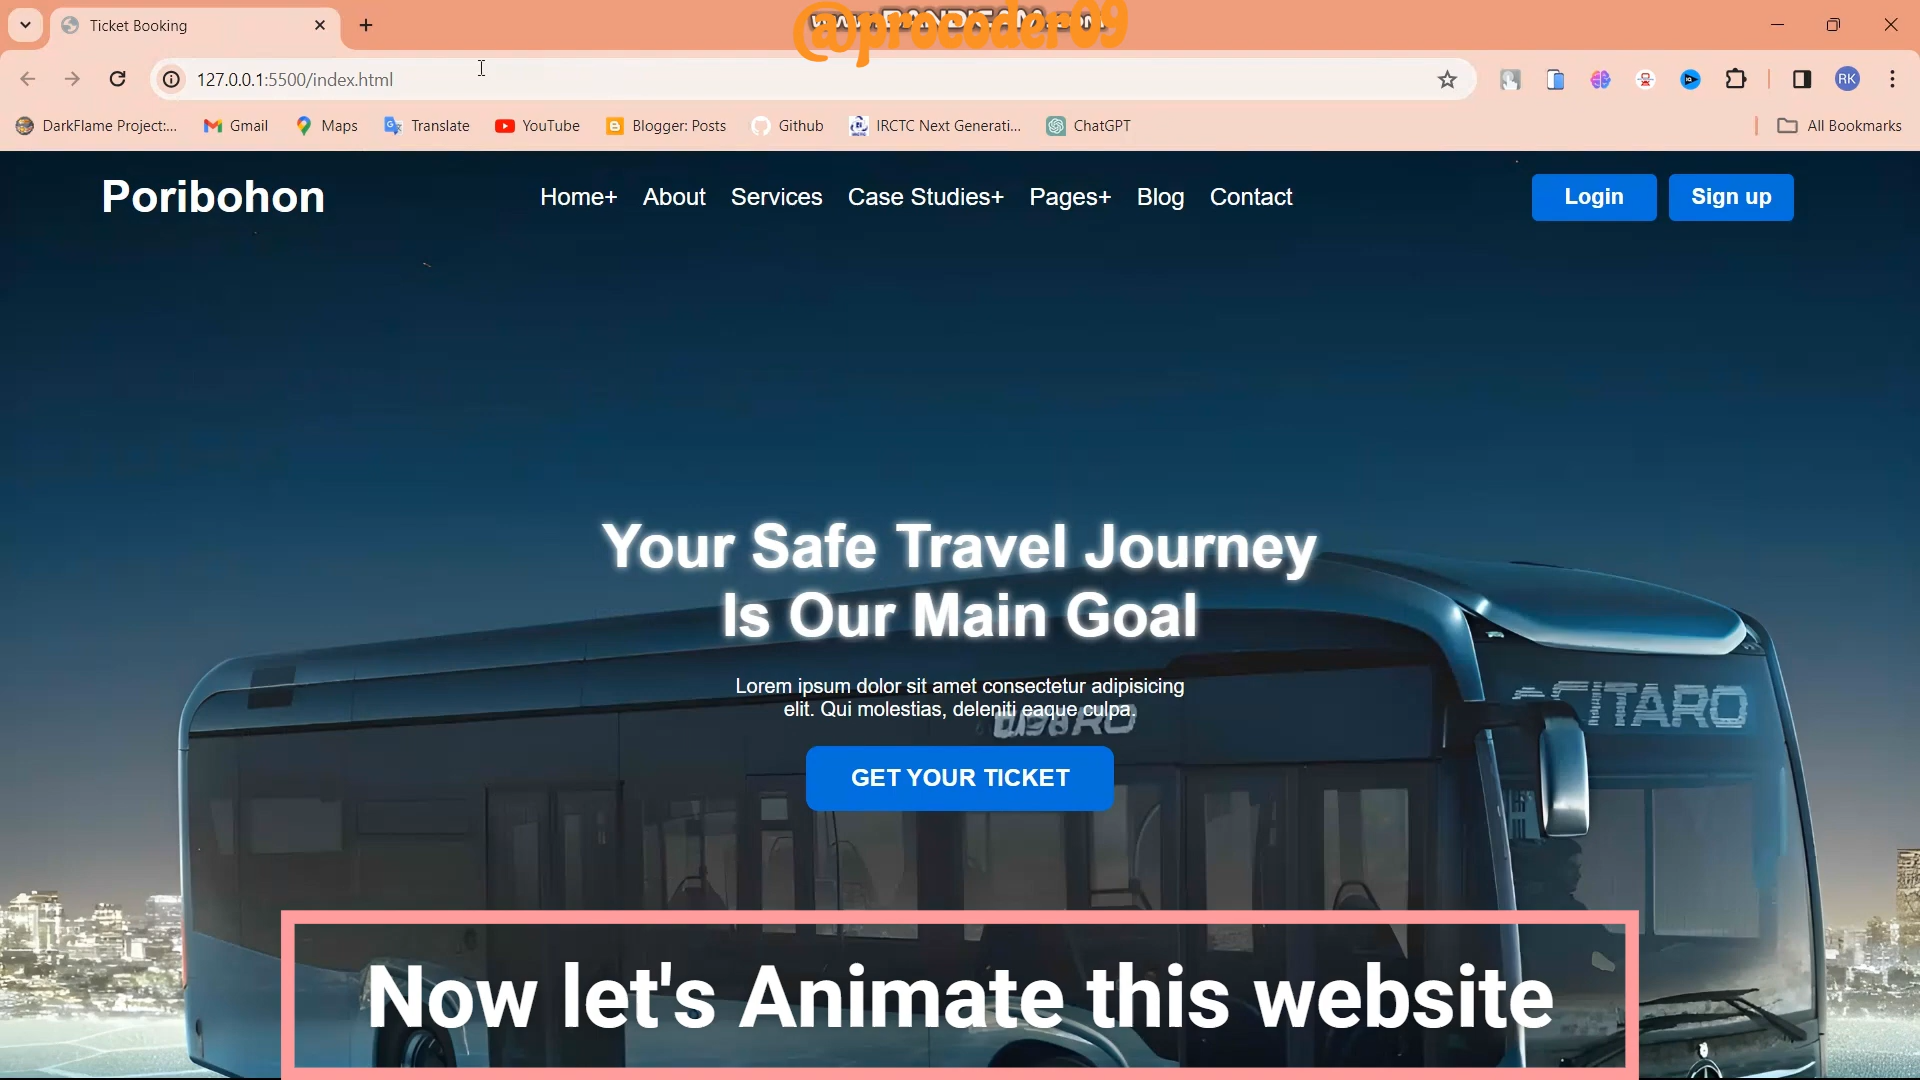 Ticket Booking
@procoder09
127.0.0.1:5500/index.html
RK
DarkFlame Project:...
Gmail
Maps
Translate
YouTube
Blogger: Posts
Github
IRCTC Next Generati...
ChatGPT
All Bookmarks
Poribohon
Home+
About
Services
Case Studies+
Pages+
Blog
Contact
Login
Sign up
Your Safe Travel Journey
Is Our Main Goal
Lorem ipsum dolor sit amet consectetur adipisicing
elit. Qui molestias, deleniti eaque culpa.
GET YOUR TICKET
Now let's Animate this website